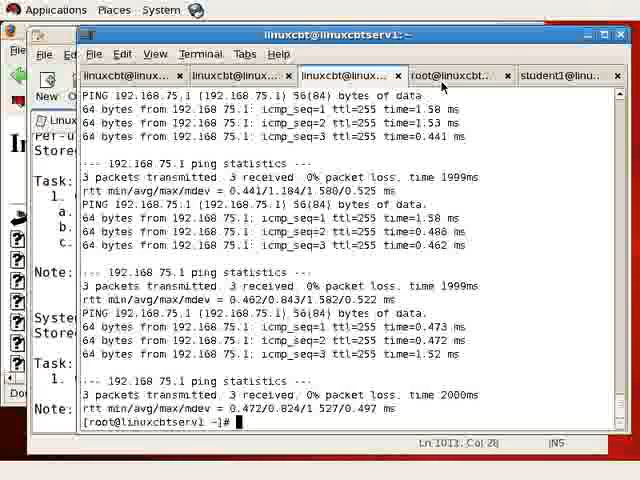 Applications Places System
linuxcbt@linuxcbtserv1:~
File Edit View Terminal Tabs Help
linuxcbt@linux... linuxcbt@linux... linuxcbt@linux... root@linuxcbt... student1@linu...
PING 192.168.75.1 (192.168.75.1) 56(84) bytes of data.
64 bytes from 192.168.75.1: icmp_seq=1 ttl=255 time=1.58 ms
64 bytes from 192.168.75.1: icmp_seq=2 ttl=255 time=1.53 ms
64 bytes from 192.168.75.1: icmp_seq=3 ttl=255 time=0.441 ms
--- 192.168.75.1 ping statistics ---
3 packets transmitted, 3 received, 0% packet loss, time 1999ms
rtt min/avg/max/mdev = 0.441/1.184/1.580/0.525 ms
PING 192.168.75.1 (192.168.75.1) 56(84) bytes of data.
64 bytes from 192.168.75.1: icmp_seq=1 ttl=255 time=1.58 ms
64 bytes from 192.168.75.1: icmp_seq=2 ttl=255 time=0.486 ms
64 bytes from 192.168.75.1: icmp_seq=3 ttl=255 time=0.462 ms
--- 192.168.75.1 ping statistics ---
3 packets transmitted, 3 received, 0% packet loss, time 1999ms
rtt min/avg/max/mdev = 0.462/0.843/1.582/0.522 ms
PING 192.168.75.1 (192.168.75.1) 56(84) bytes of data.
64 bytes from 192.168.75.1: icmp_seq=1 ttl=255 time=0.473 ms
64 bytes from 192.168.75.1: icmp_seq=2 ttl=255 time=0.472 ms
64 bytes from 192.168.75.1: icmp_seq=3 ttl=255 time=1.52 ms
--- 192.168.75.1 ping statistics ---
3 packets transmitted, 3 received, 0% packet loss, time 2000ms
rtt min/avg/max/mdev = 0.472/0.824/1.527/0.497 ms
[root@linuxcbtserv1 ~]#
File
New
Linux
Per-u
Store
Task:
1.
a.
b.
c.
Note:
Syste
Store
Task:
1.
Note:
Ln 1011, Col 28 INS